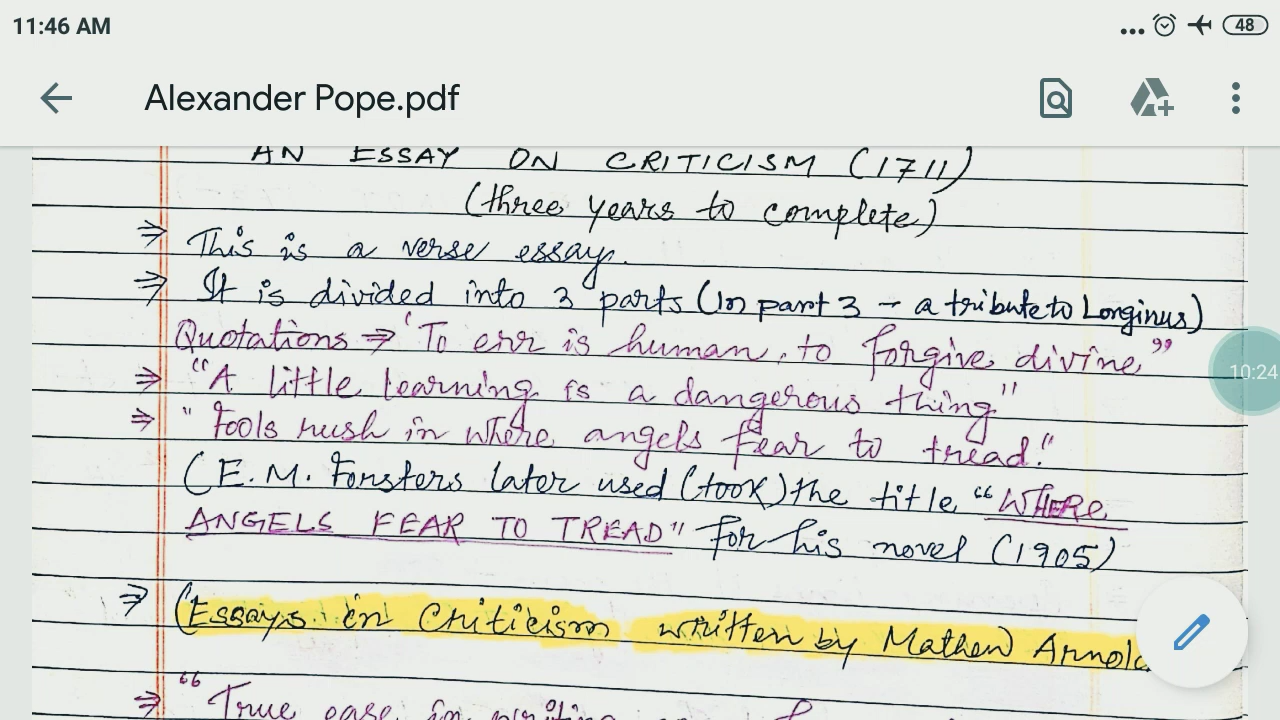 11:46 AM
48
Alexander Pope.pdf
AN ESSAY ON CRITICISM (1711)
(three years to complete)
⇒ This is a verse essay.
⇒ It is divided into 3 parts (In part 3 - a tribute to Longinus)
Quotations ⇒ 'To err is human, to forgive divine"
⇒ "A little learning is a dangerous thing"
⇒ "Fools rush in where angels fear to tread."
10:24
(E.M. Forsters later used (took) the title "WHERE
ANGELS FEAR TO TREAD" for his novel (1905)
⇒ (Essays in Criticism written by Mathew Arnold
⇒ "True ease in writing